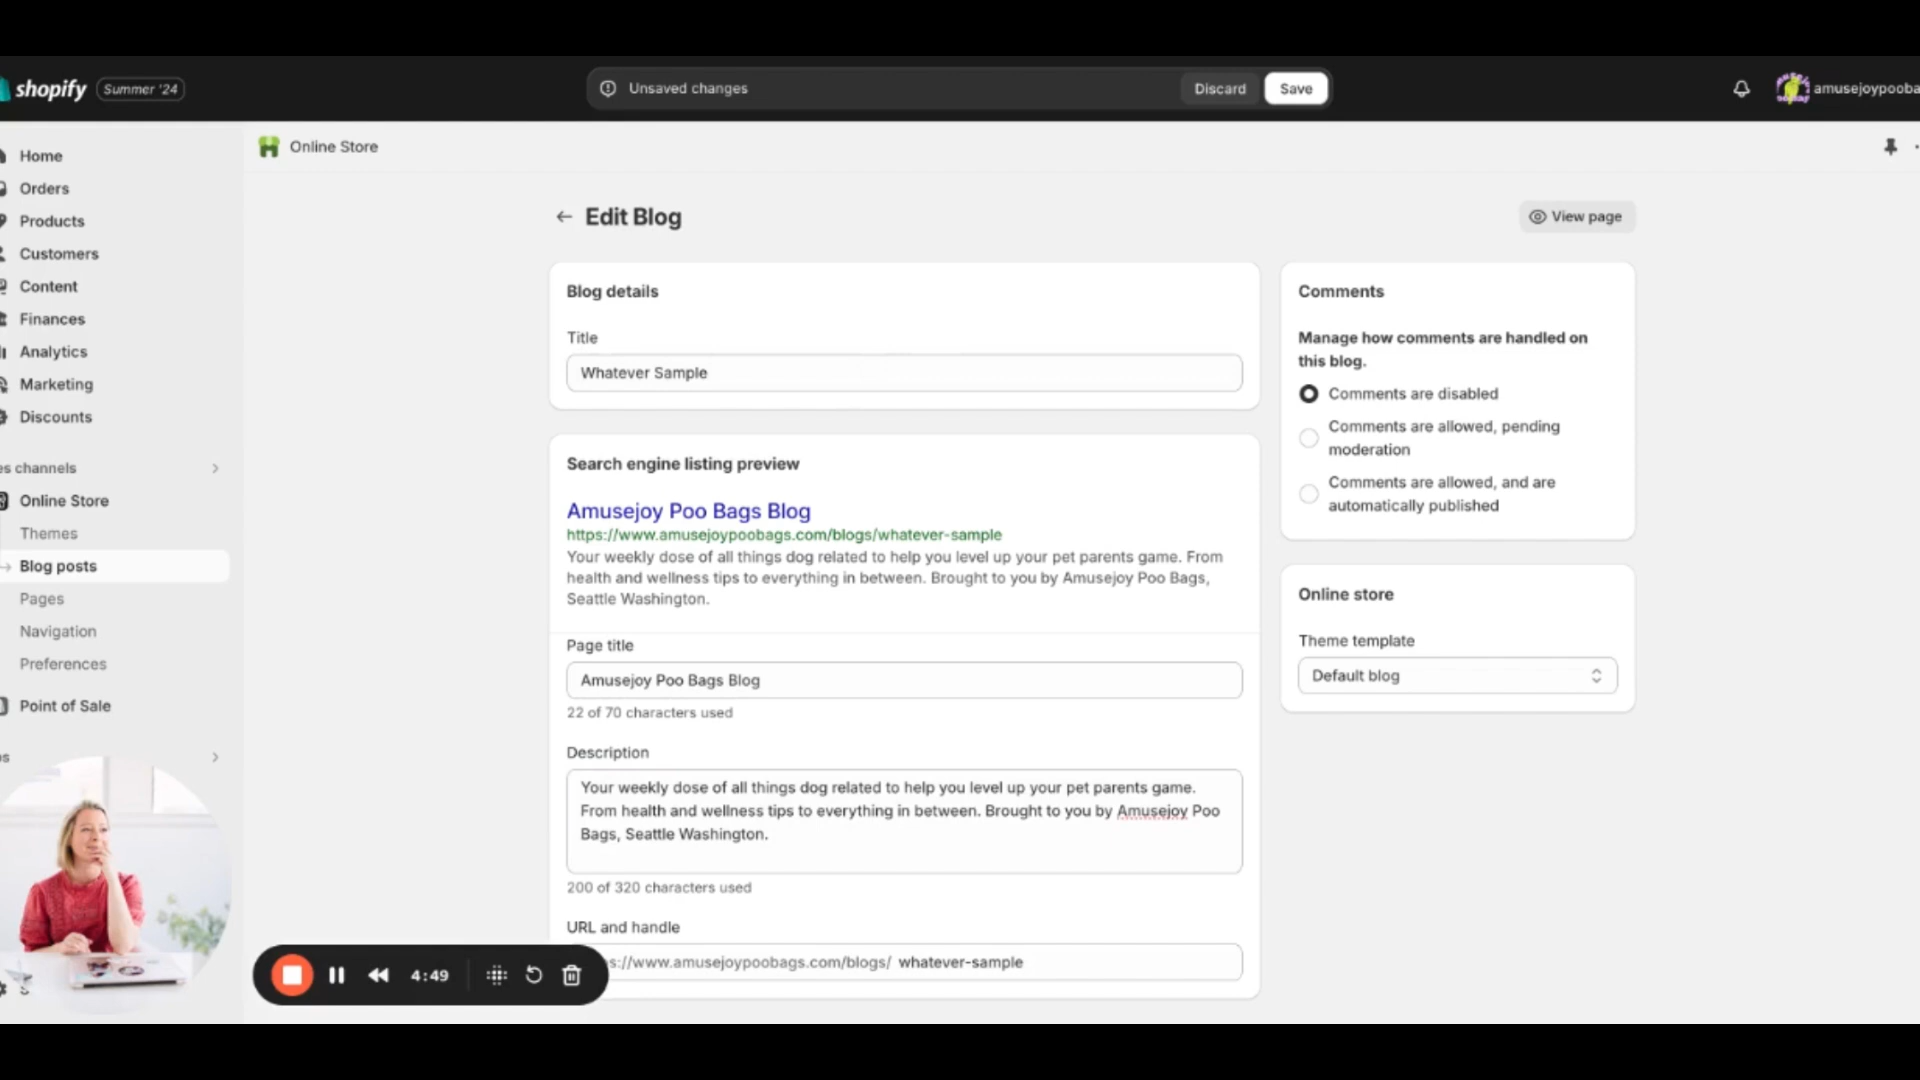 shopify Summer '24
Unsaved changes
Discard
Save
amusejoypooba
Home
Orders
Products
Customers
Content
Finances
Analytics
Marketing
Discounts
es channels
Online Store
Themes
Blog posts
Pages
Navigation
Preferences
Point of Sale
Online Store
Edit Blog
View page
Blog details
Title
Whatever Sample
Search engine listing preview
Amusejoy Poo Bags Blog
https://www.amusejoypoobags.com/blogs/whatever-sample
Your weekly dose of all things dog related to help you level up your pet parents game. From
health and wellness tips to everything in between. Brought to you by Amusejoy Poo Bags,
Seattle Washington.
Page title
Amusejoy Poo Bags Blog
22 of 70 characters used
Description
Your weekly dose of all things dog related to help you level up your pet parents game.
From health and wellness tips to everything in between. Brought to you by Amusejoy Poo
Bags, Seattle Washington.
200 of 320 characters used
URL and handle
s://www.amusejoypoobags.com/blogs/ whatever-sample
Comments
Manage how comments are handled on
this blog.
Comments are disabled
Comments are allowed, pending
moderation
Comments are allowed, and are
automatically published
Online store
Theme template
Default blog
4:49